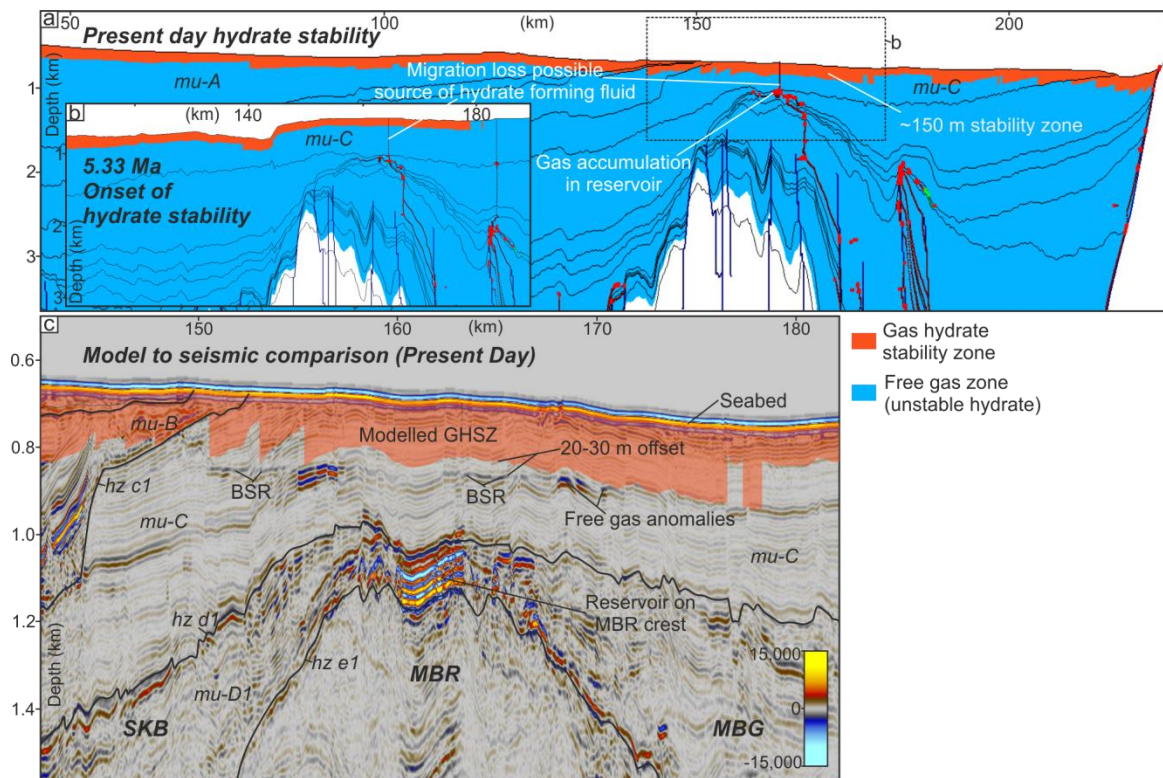 a
50
100
(km)
150
200
Present day hydrate stability
b
Depth (km)
1
2
3
mu-A
Migration loss possible
source of hydrate forming fluid
mu-C
~150 m stability zone
Gas accumulation
in reservoir
b
(km)
140
180
mu-C
Depth (km)
1
2
3
5.33 Ma
Onset of
hydrate stability
c
150
160
(km)
170
180
Model to seismic comparison (Present Day)
Gas hydrate
stability zone
Free gas zone
(unstable hydrate)
0.6
0.8
1.0
1.2
1.4
Depth (km)
Seabed
mu-B
Modelled GHSZ
20-30 m offset
hz c1
BSR
BSR
Free gas anomalies
mu-C
mu-C
Reservoir on
MBR crest
hz d1
hz e1
MBR
mu-D1
SKB
MBG
15,000
0
-15,000